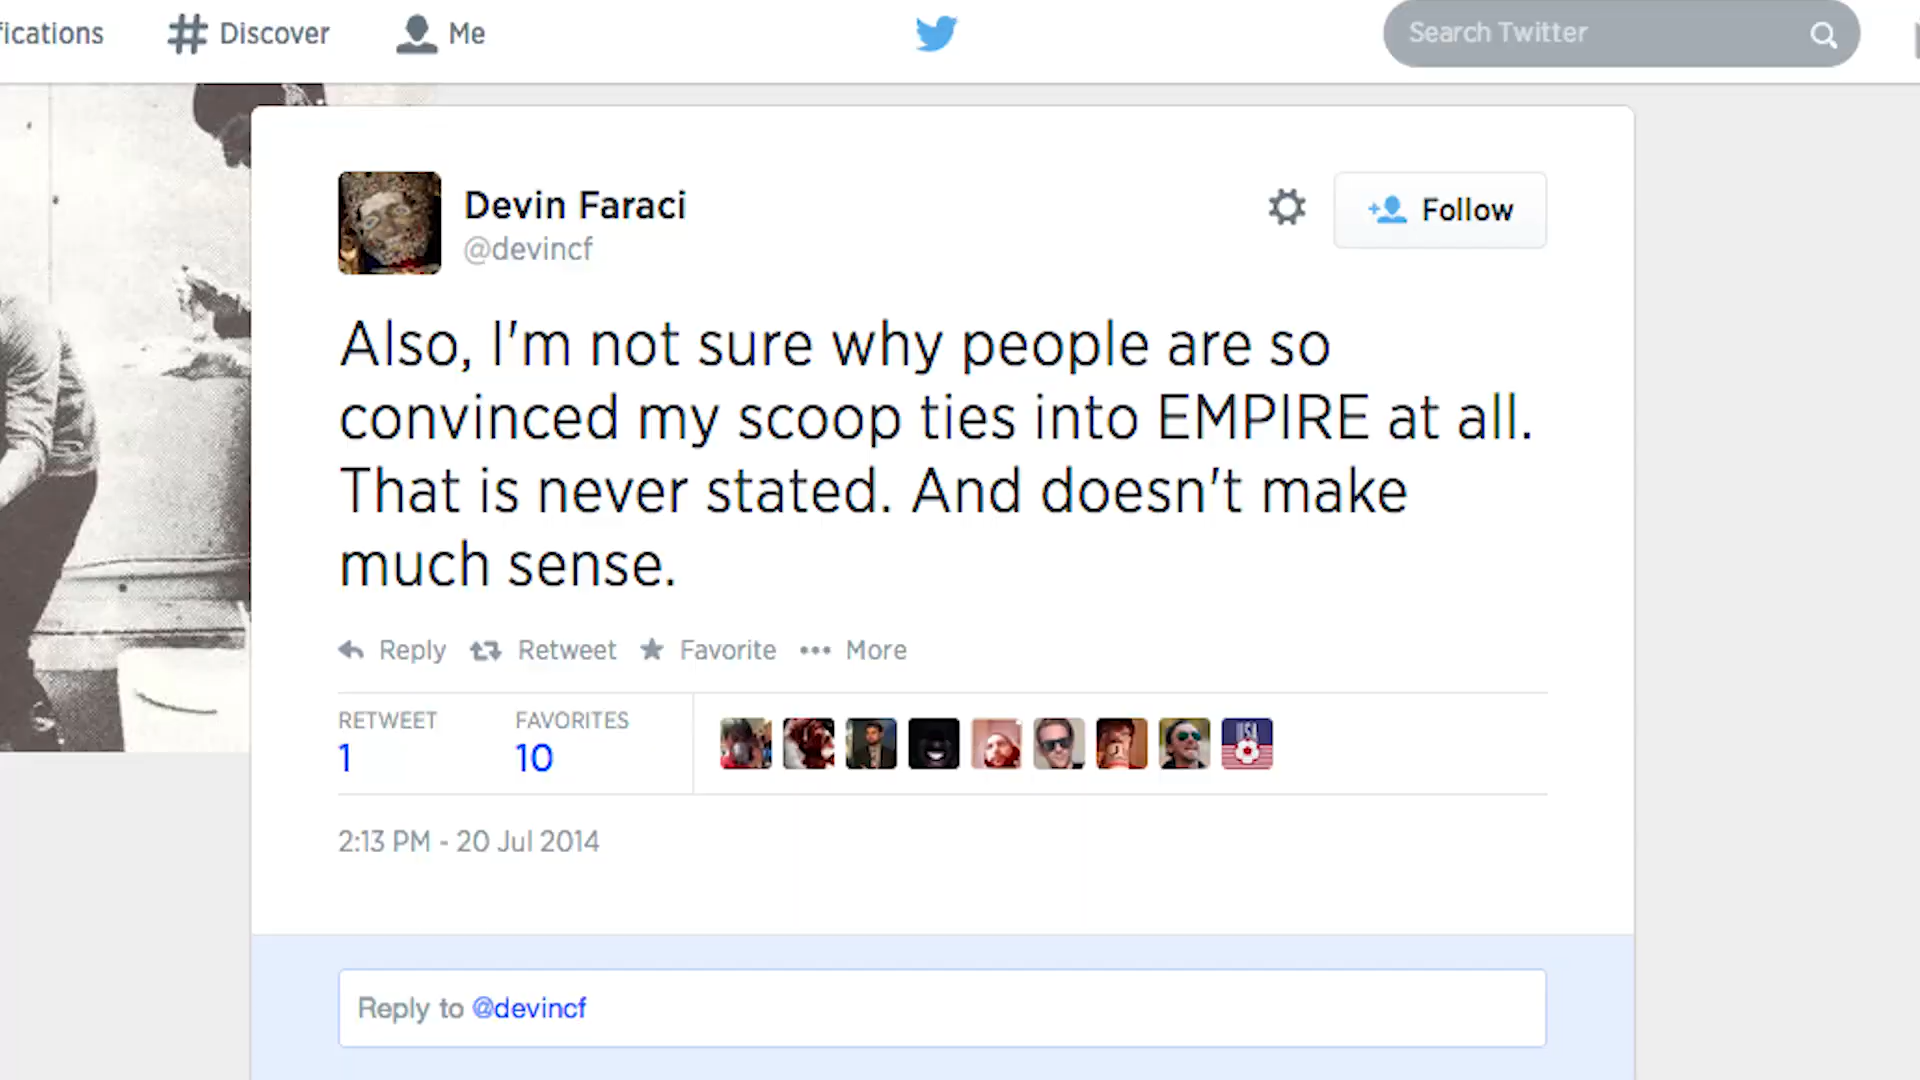 fications
Discover
Me
Search Twitter
Devin Faraci
@devincf
Follow
Also, I'm not sure why people are so
convinced my scoop ties into EMPIRE at all.
That is never stated. And doesn't make
much sense.
Reply Retweet Favorite More
RETWEET
1
FAVORITES
10
USA
2:13 PM - 20 Jul 2014
Reply to @devincf